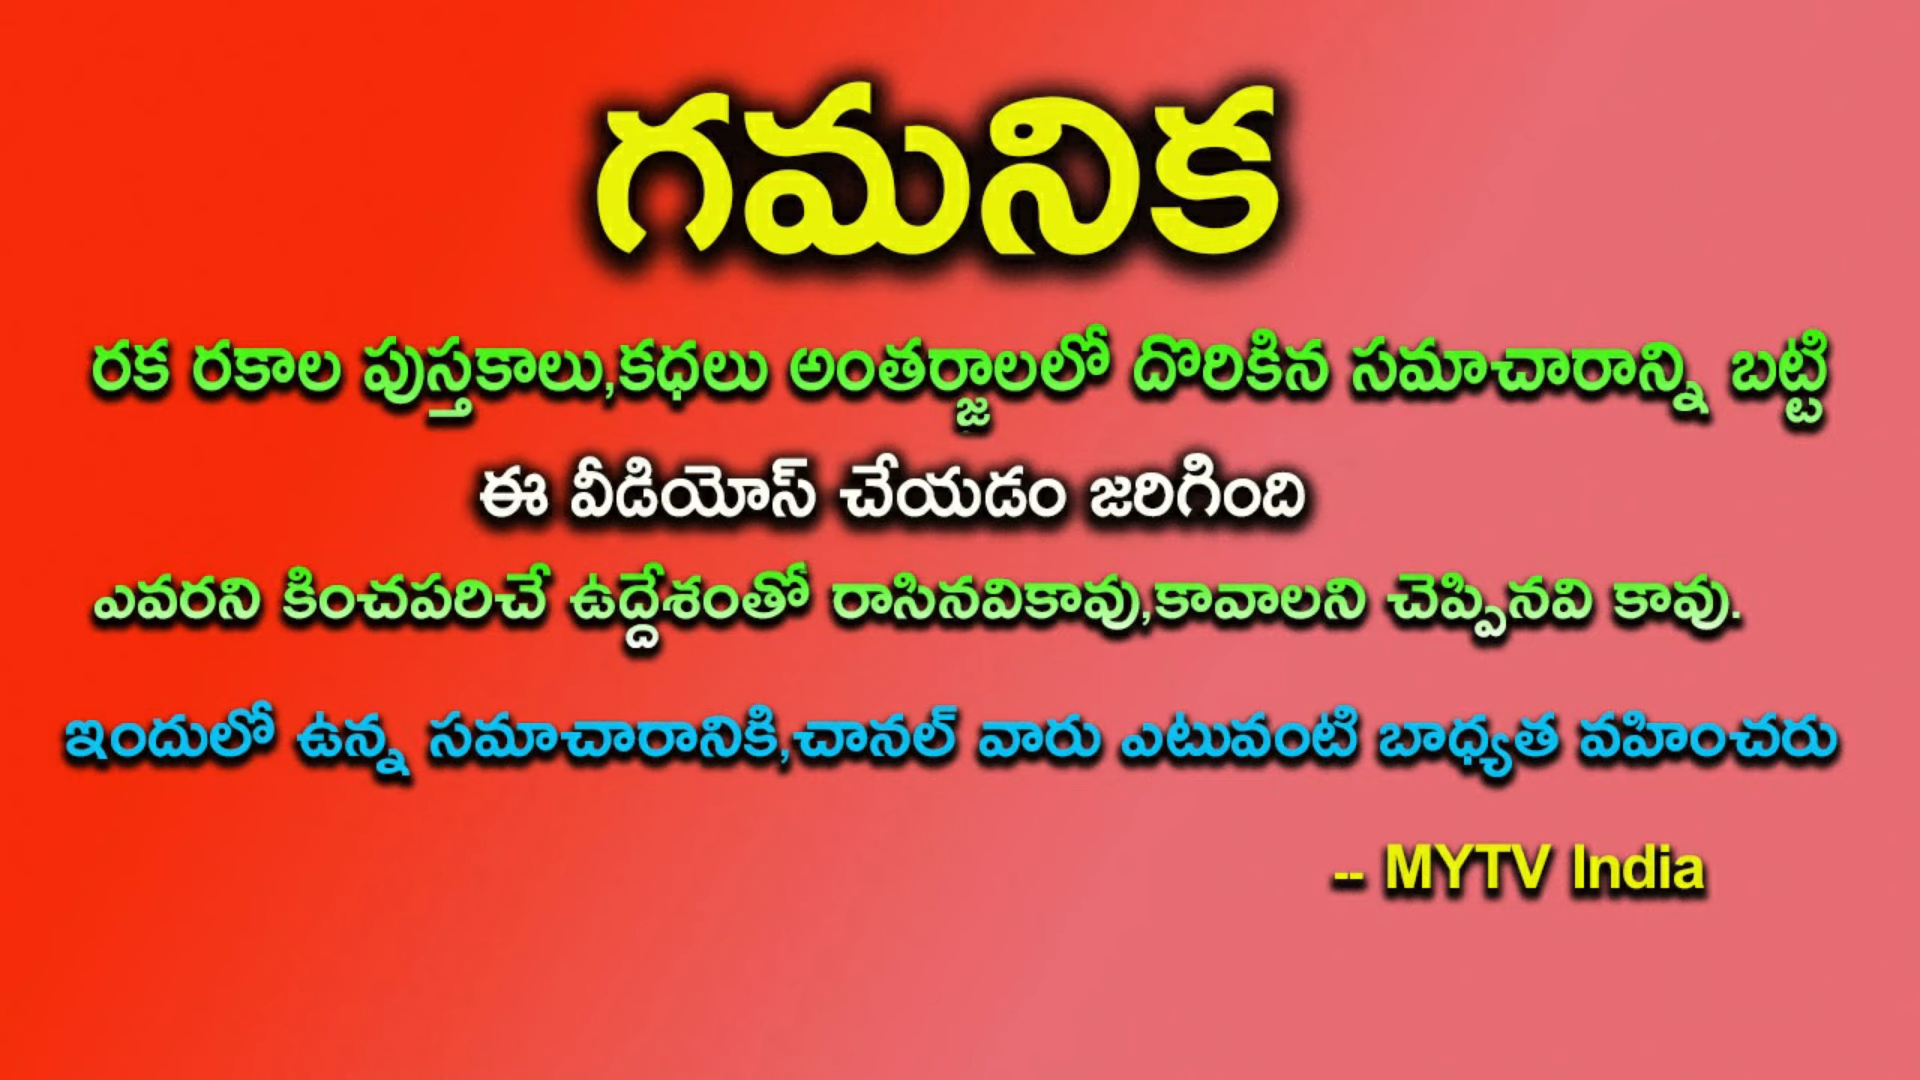 గమనిక
రక రకాల పుస్తకాలు,కధలు అంతర్జాలలో దొరికిన సమాచారాన్ని బట్టి
ఈ వీడియోస్ చేయడం జరిగింది
ఎవరని కించపరిచే ఉద్దేశంతో రాసినవికావు,కావాలని చెప్పినవి కావు.
ఇందులో ఉన్న సమాచారానికి,చానల్ వారు ఎటువంటి బాధ్యత వహించరు
-- MYTV India